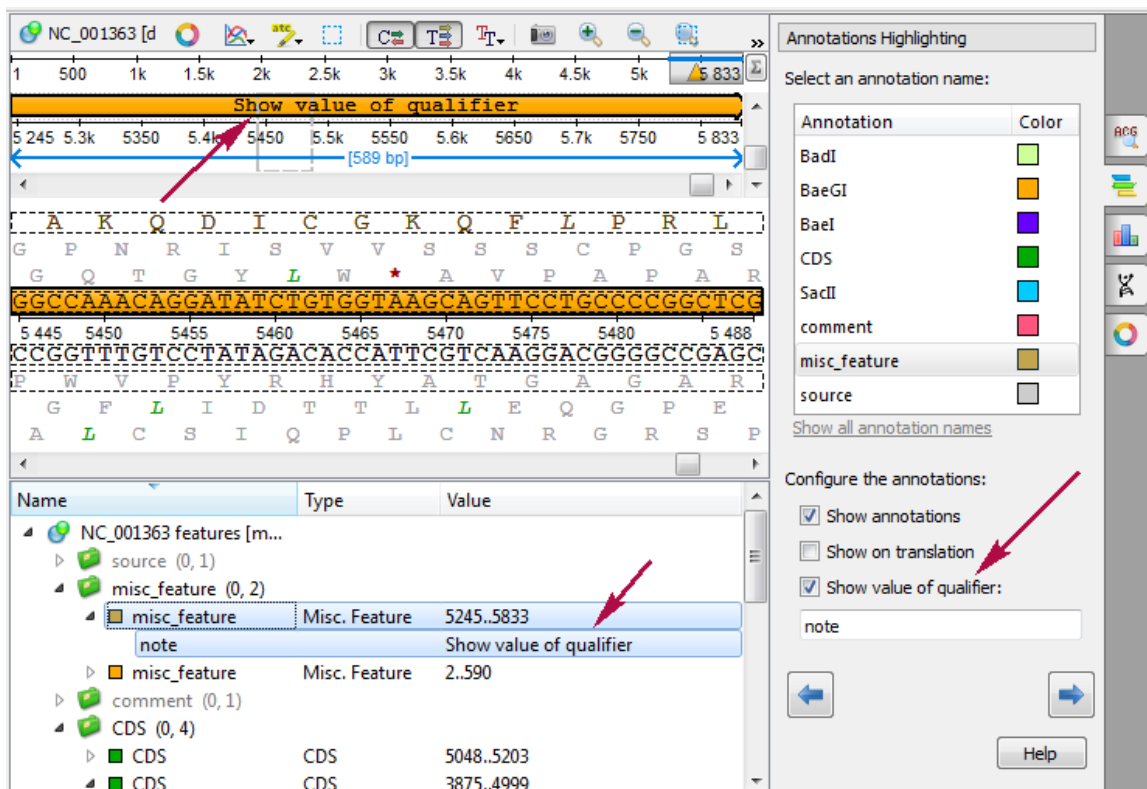 NC_001363 [d
1 500 1k 1.5k 2k 2.5k 3k 3.5k 4k 4.5k 5k 5 833
Show value of qualifier
5 245 5.3k 5350 5.4k 5450 5.5k 5550 5.6k 5650 5.7k 5750 5 833
[589 bp]
A K Q D I C G K Q F L P R L
G P N R I S V V S S S C P G S
G Q T G Y L W * A V P A P A R
GGCCAAACAGGATATCTGTGGTAAGCAGTTCCTGCCCCGGCTCG
5 445 5450 5455 5460 5465 5470 5475 5480 5 488
CCGGTTTGTCCTATAGACACCATTCGTCAAGGACGGGGCCGAGC
P W V P Y R H Y A T G A G A R
G F L I D T T L L E Q G P E
A L C S I Q P L C N R G R S P
Name Type Value
NC_001363 features [m...
source (0, 1)
misc_feature (0, 2)
misc_feature Misc. Feature 5245..5833
note Show value of qualifier
misc_feature Misc. Feature 2..590
comment (0, 1)
CDS (0, 4)
CDS CDS 5048..5203
CDS CDS 3875..4999
Annotations Highlighting
Select an annotation name:
Annotation Color
BadI
BaeGI
BaeI
CDS
SacII
comment
misc_feature
source
Show all annotation names
Configure the annotations:
Show annotations
Show on translation
Show value of qualifier:
note
Help
ACG